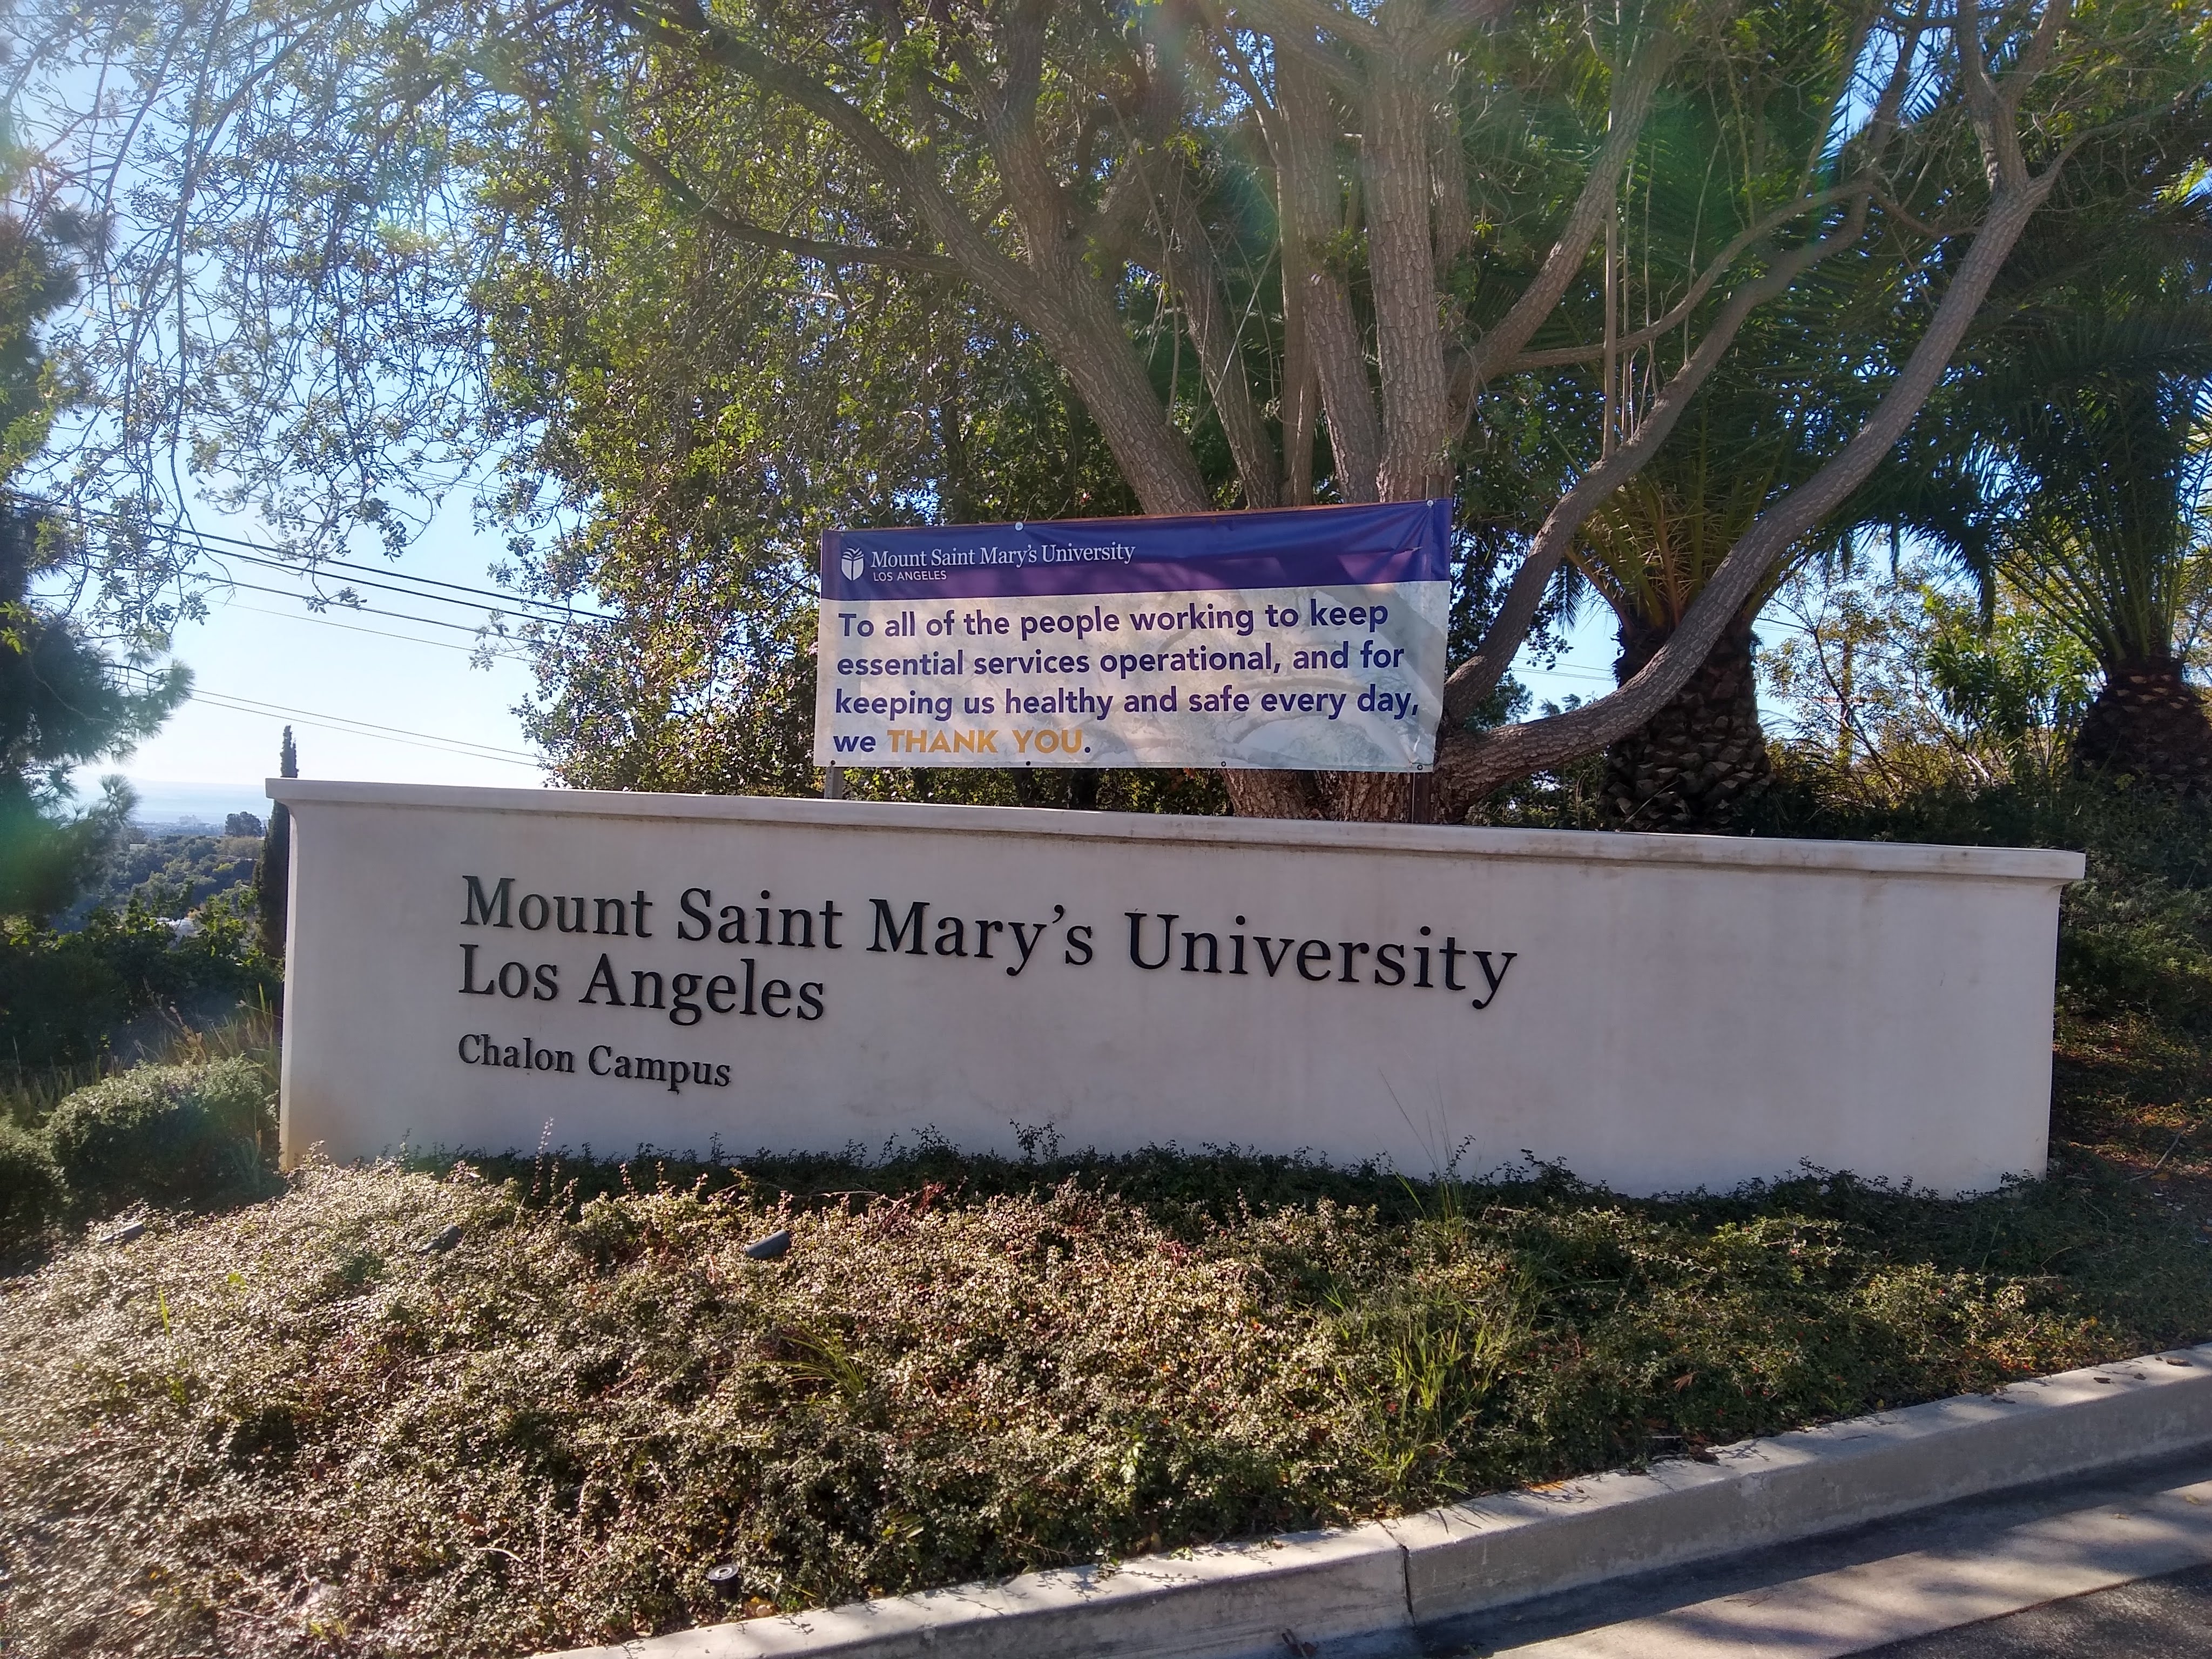 Mount Saint Mary's University
LOS ANGELES
To all of the people working to keep
essential services operational, and for
keeping us healthy and safe every day,
we THANK YOU.
Mount Saint Mary's University
Los Angeles
Chalon Campus